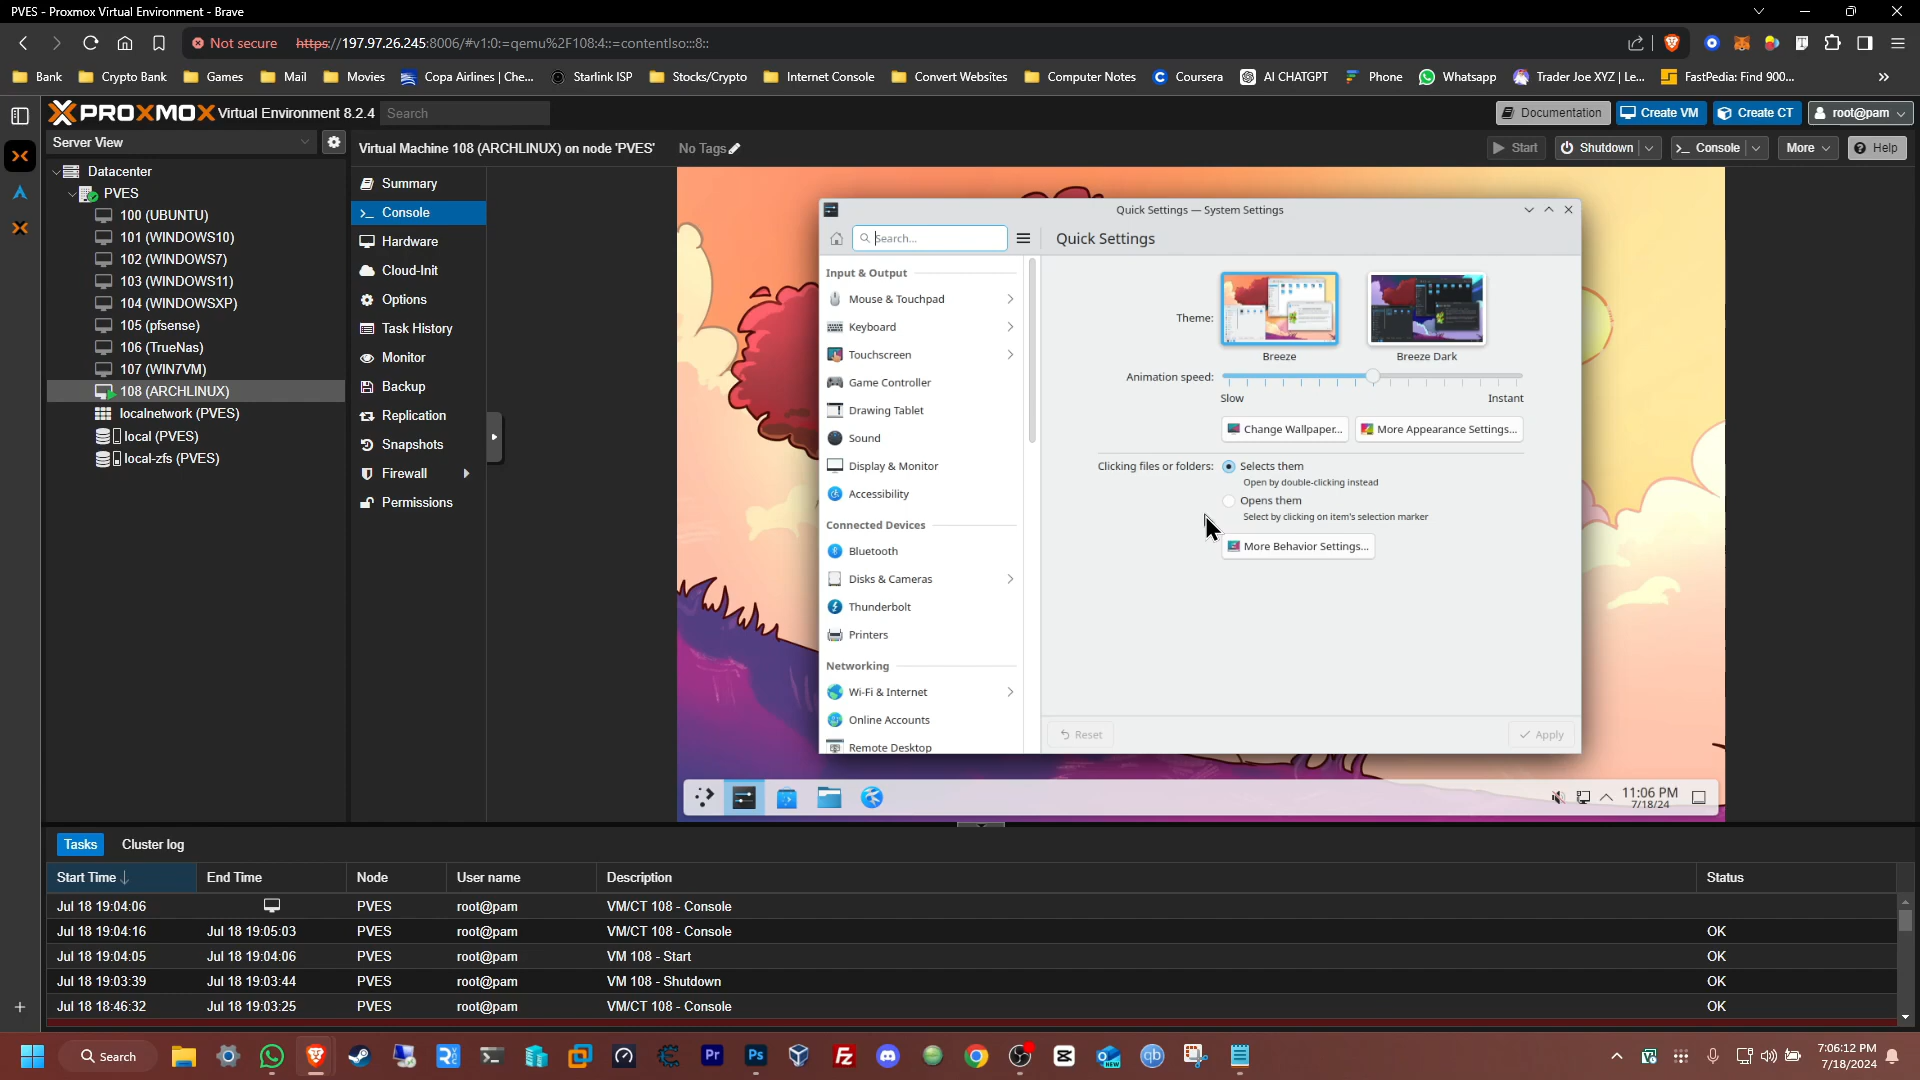 PVES - Proxmox Virtual Environment - Brave
Not secure https://197.97.26.245:8006/#v1:0:=qemu%2F108:4::=contentIso:::8::
Bank Crypto Bank Games Mail Movies Copa Airlines | Che... Starlink ISP Stocks/Crypto Internet Console Convert Websites Computer Notes Coursera AI CHATGPT Phone Whatsapp Trader Joe XYZ | Le... FastPedia: Find 900...
PROXMOX Virtual Environment 8.2.4 Search Documentation Create VM Create CT root@pam
Server View
Virtual Machine 108 (ARCHLINUX) on node 'PVES' No Tags Start Shutdown Console More Help
Datacenter
PVES
100 (UBUNTU)
101 (WINDOWS10)
102 (WINDOWS7)
103 (WINDOWS11)
104 (WINDOWSXP)
105 (pfsense)
106 (TrueNas)
107 (WIN7VM)
108 (ARCHLINUX)
localnetwork (PVES)
local (PVES)
local-zfs (PVES)
Summary
Console
Hardware
Cloud-Init
Options
Task History
Monitor
Backup
Replication
Snapshots
Firewall
Permissions
Quick Settings — System Settings
Search...
Quick Settings
Input & Output
Mouse & Touchpad
Keyboard
Touchscreen
Game Controller
Drawing Tablet
Sound
Display & Monitor
Accessibility
Connected Devices
Bluetooth
Disks & Cameras
Thunderbolt
Printers
Networking
Wi-Fi & Internet
Online Accounts
Remote Desktop
Theme:
Breeze Breeze Dark
Animation speed:
Slow Instant
Change Wallpaper... More Appearance Settings...
Clicking files or folders: Selects them
Open by double-clicking instead
Opens them
Select by clicking on item's selection marker
More Behavior Settings...
Reset Apply
11:06 PM
7/18/24
Tasks Cluster log
Start Time End Time Node User name Description Status
Jul 18 19:04:06 PVES root@pam VM/CT 108 - Console
Jul 18 19:04:16 Jul 18 19:05:03 PVES root@pam VM/CT 108 - Console OK
Jul 18 19:04:05 Jul 18 19:04:06 PVES root@pam VM 108 - Start OK
Jul 18 19:03:39 Jul 18 19:03:44 PVES root@pam VM 108 - Shutdown OK
Jul 18 18:46:32 Jul 18 19:03:25 PVES root@pam VM/CT 108 - Console OK
Search
7:06:12 PM
7/18/2024